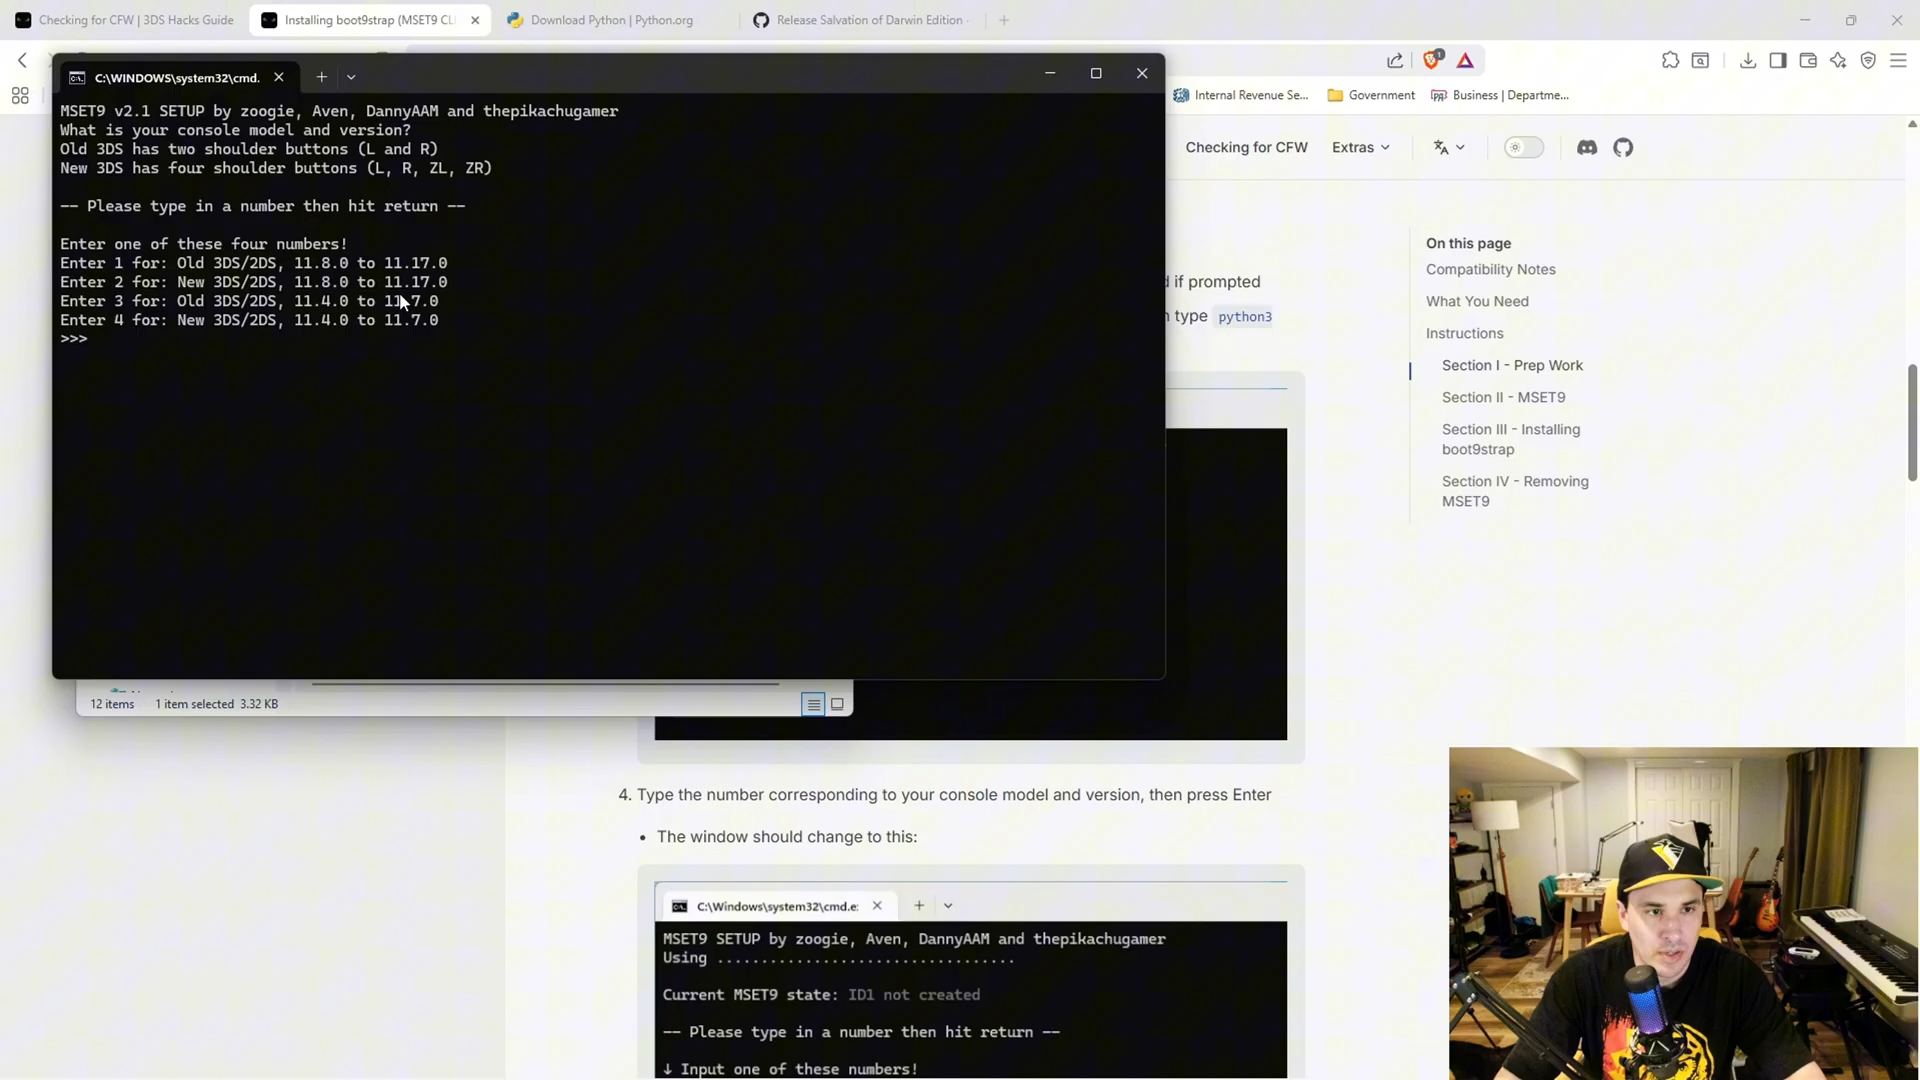 Checking for CFW | 3DS Hacks Guide
Installing boot9strap (MSET9 CL
Download Python | Python.org
Release Salvation of Darwin Edition
C:\WINDOWS\system32\cmd.
Internal Revenue Se...
Government
Business | Departme...
MSET9 v2.1 SETUP by zoogie, Aven, DannyAAM and thepikachugamer
What is your console model and version?
Old 3DS has two shoulder buttons (L and R)
New 3DS has four shoulder buttons (L, R, ZL, ZR)
-- Please type in a number then hit return --
Enter one of these four numbers!
Enter 1 for: Old 3DS/2DS, 11.8.0 to 11.17.0
Enter 2 for: New 3DS/2DS, 11.8.0 to 11.17.0
Enter 3 for: Old 3DS/2DS, 11.4.0 to 11.7.0
Enter 4 for: New 3DS/2DS, 11.4.0 to 11.7.0
>>>
Checking for CFW
Extras
On this page
Compatibility Notes
What You Need
Instructions
Section I - Prep Work
Section II - MSET9
Section III - Installing
boot9strap
Section IV - Removing
MSET9
d if prompted
n type python3
12 items
1 item selected 3.32 KB
4. Type the number corresponding to your console model and version, then press Enter
• The window should change to this:
C:\Windows\system32\cmd.e:
MSET9 SETUP by zoogie, Aven, DannyAAM and thepikachugamer
Using .................................
Current MSET9 state: ID1 not created
-- Please type in a number then hit return --
↓ Input one of these numbers!